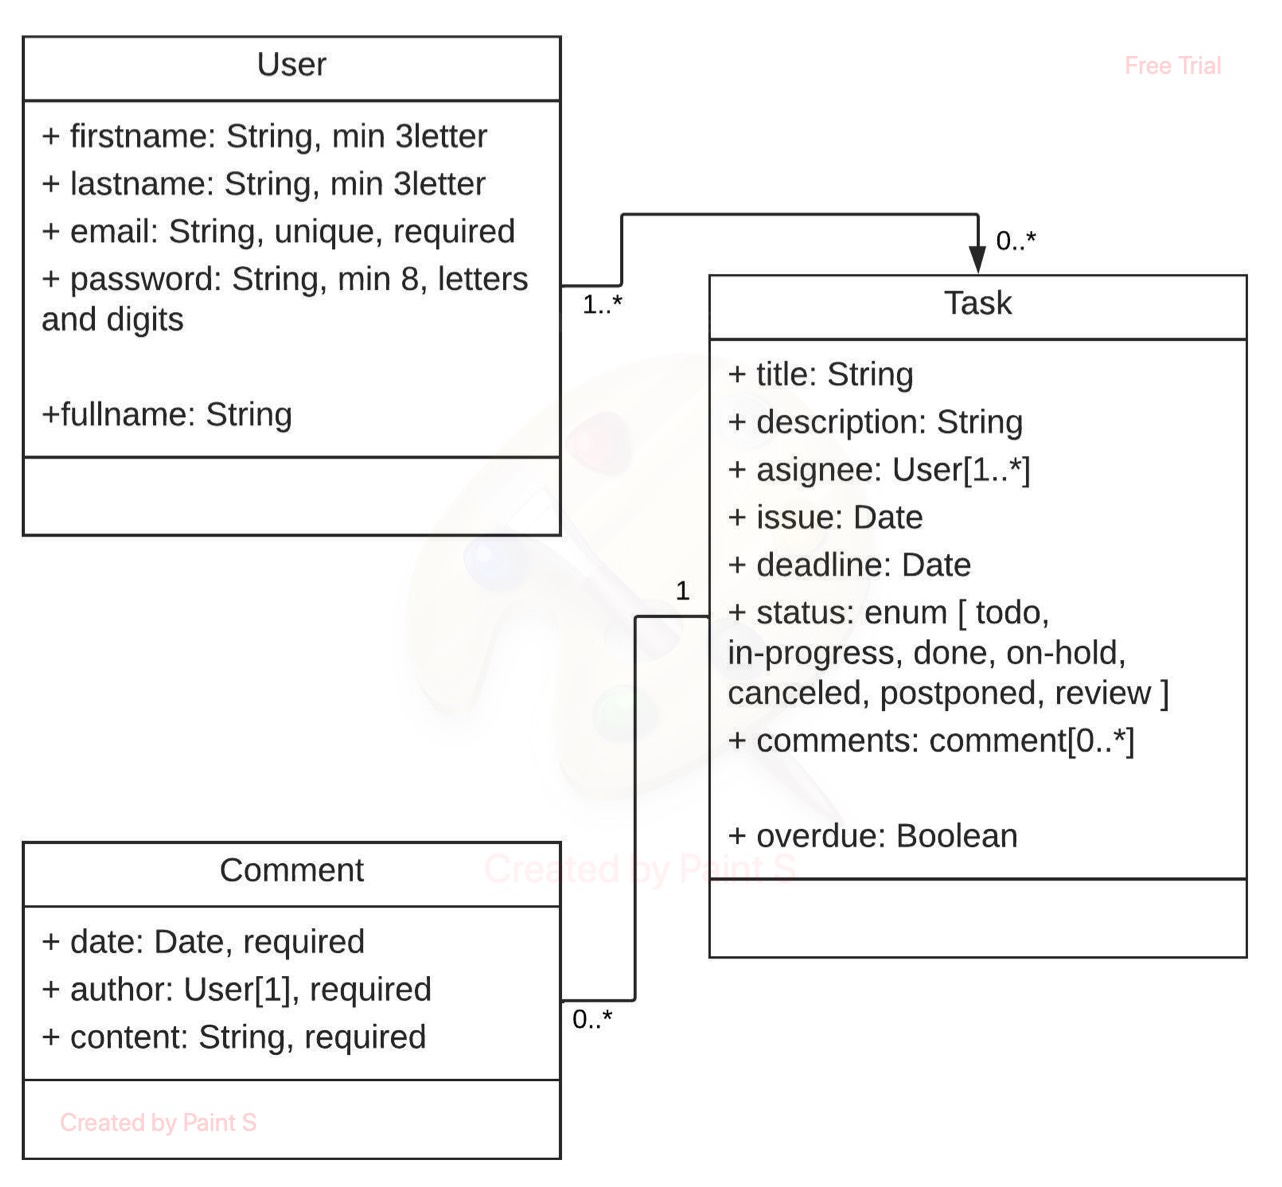 User
+ firstname: String, min 3letter
+ lastname: String, min 3letter
+ email: String, unique, required
+ password: String, min 8, letters
and digits
+fullname: String
Free Trial
1..*
0..*
Task
+ title: String
+ description: String
+ asignee: User[1..*]
+ issue: Date
+ deadline: Date
+ status: enum [ todo,
in-progress, done, on-hold,
canceled, postponed, review ]
+ comments: comment[0..*]
+ overdue: Boolean
1
0..*
Created by Paint S
Comment
+ date: Date, required
+ author: User[1], required
+ content: String, required
Created by Paint S